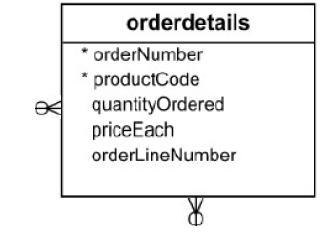 orderdetails
* orderNumber
* productCode
quantityOrdered
priceEach
orderLineNumber